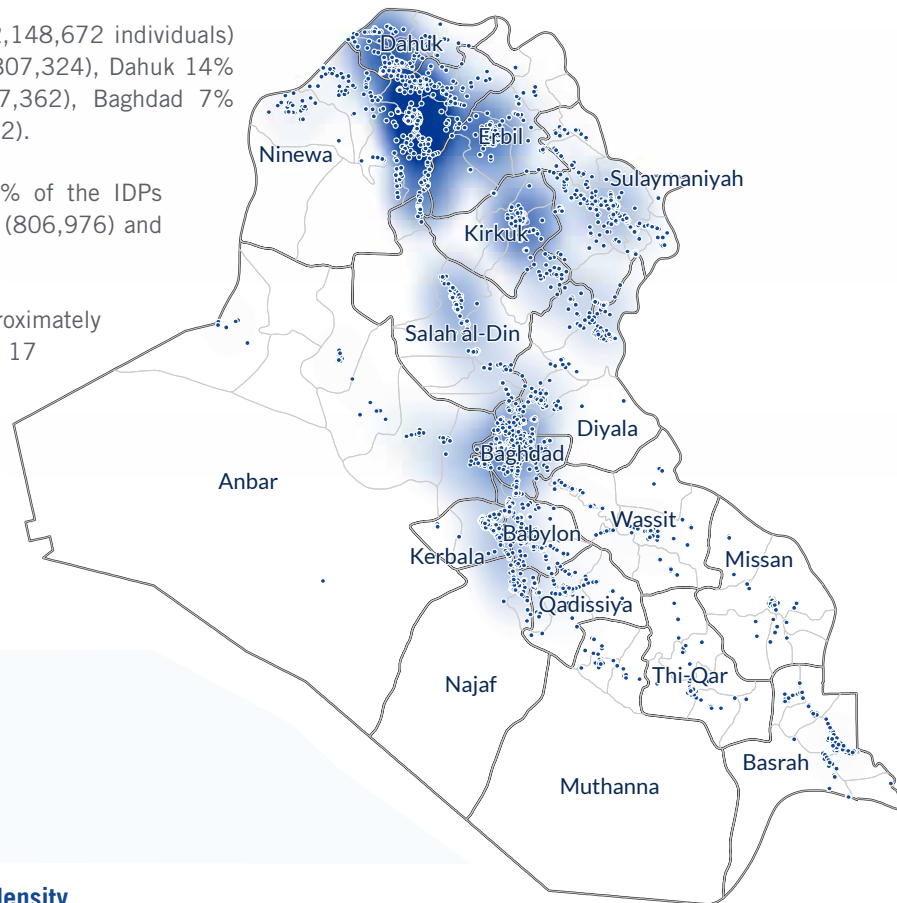 2,148,672 individuals)
807,324), Dahuk 14%
7,362), Baghdad 7%
2).
% of the IDPs
(806,976) and
roximately
17
Dahuk
Erbil
Ninewa
Sulaymaniyah
Kirkuk
Salah al-Din
Diyala
Baghdad
Anbar
Wassit
Babylon
Kerbala
Missan
Qadissiya
Thi-Qar
Najaf
Basrah
Muthanna
density